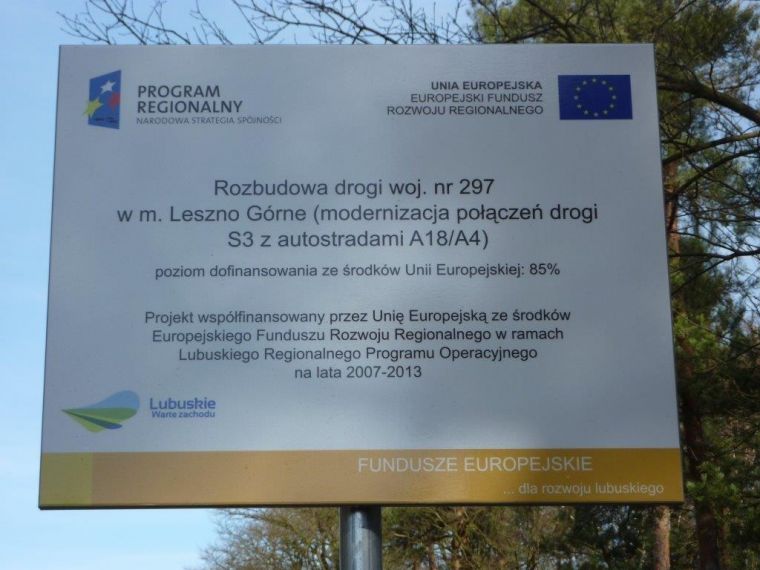 PROGRAM
REGIONALNY
NARODOWA STRATEGIA SPÓJNOŚCI
UNIA EUROPEJSKA
EUROPEJSKI FUNDUSZ
ROZWOJU REGIONALNEGO
Rozbudowa drogi woj. nr 297
w m. Leszno Górne (modernizacja połączeń drogi
S3 z autostradami A18/A4)
poziom dofinansowania ze środków Unii Europejskiej: 85%
Projekt współfinansowany przez Unię Europejską ze środków
Europejskiego Funduszu Rozwoju Regionalnego w ramach
Lubuskiego Regionalnego Programu Operacyjnego
na lata 2007-2013
Lubuskie
Warte zachodu
FUNDUSZE EUROPEJSKIE
... dla rozwoju lubuskiego